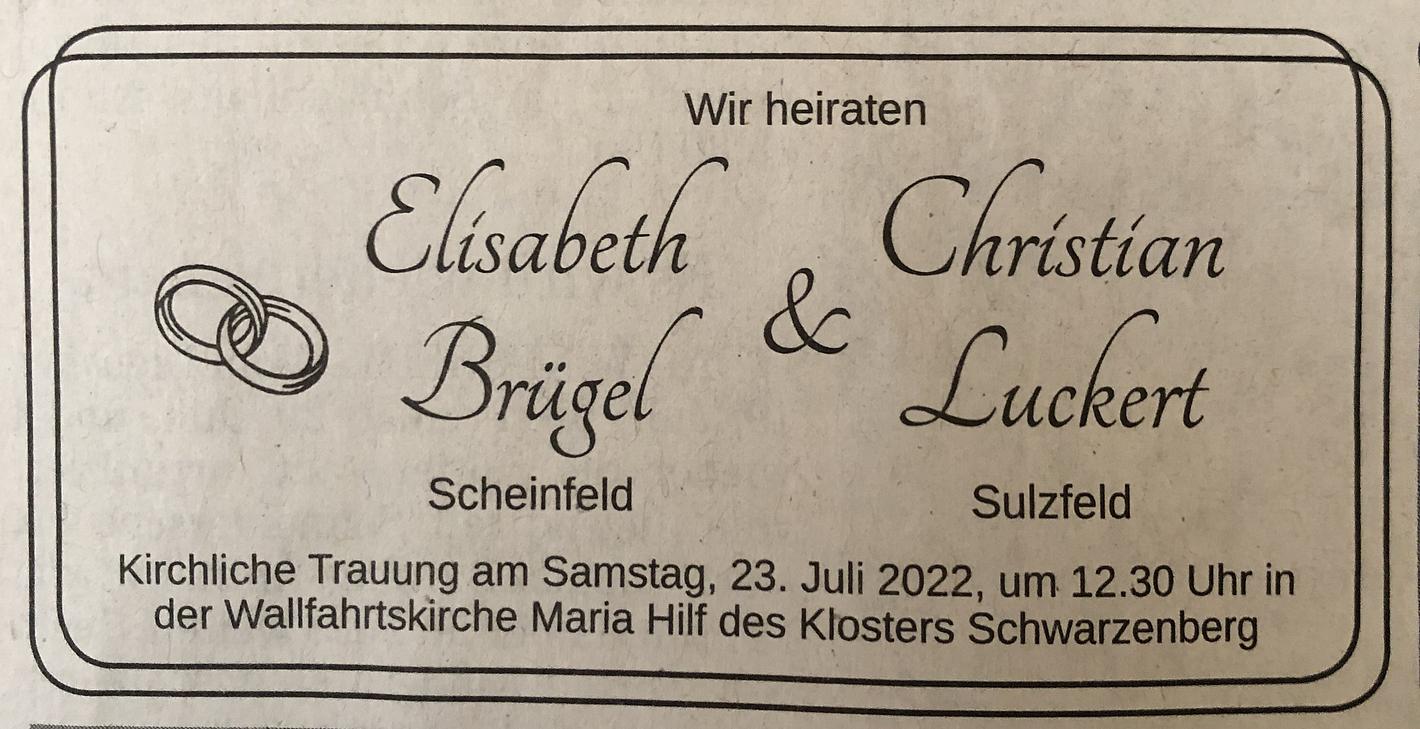 Wir heiraten
Elisabeth
Brügel
&
Christian
Luckert
Scheinfeld
Sulzfeld
Kirchliche Trauung am Samstag, 23. Juli 2022, um 12.30 Uhr in
der Wallfahrtskirche Maria Hilf des Klosters Schwarzenberg